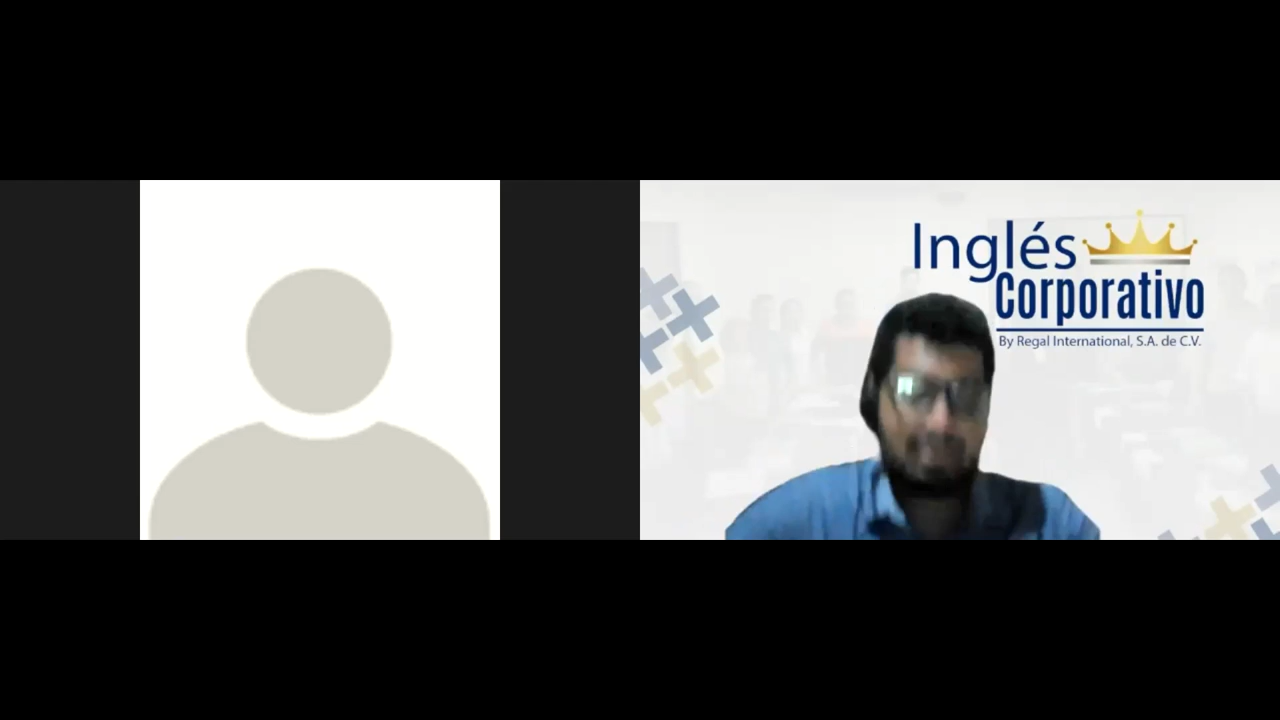 Inglés
Corporativo
By Regal International, S.A. de C.V.